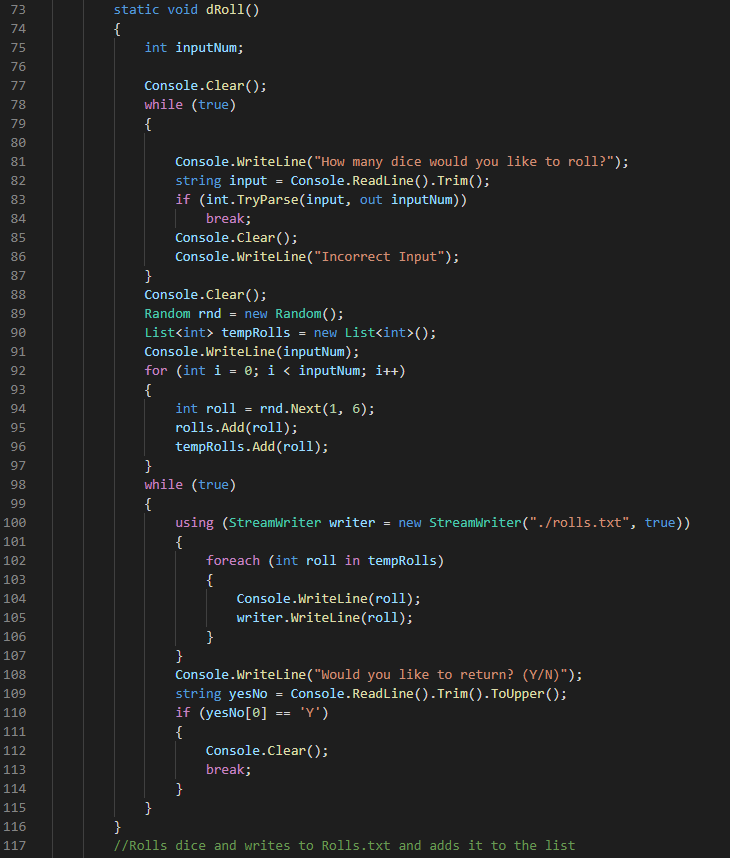 73 static void dRoll()
74 {
75 int inputNum;
76
77 Console.Clear();
78 while (true)
79 {
80
81 Console.WriteLine("How many dice would you like to roll?");
82 string input = Console.ReadLine().Trim();
83 if (int.TryParse(input, out inputNum))
84 break;
85 Console.Clear();
86 Console.WriteLine("Incorrect Input");
87 }
88 Console.Clear();
89 Random rnd = new Random();
90 List<int> tempRolls = new List<int>();
91 Console.WriteLine(inputNum);
92 for (int i = 0; i < inputNum; i++)
93 {
94 int roll = rnd.Next(1, 6);
95 rolls.Add(roll);
96 tempRolls.Add(roll);
97 }
98 while (true)
99 {
100 using (StreamWriter writer = new StreamWriter("./rolls.txt", true))
101 {
102 foreach (int roll in tempRolls)
103 {
104 Console.WriteLine(roll);
105 writer.WriteLine(roll);
106 }
107 }
108 Console.WriteLine("Would you like to return? (Y/N)");
109 string yesNo = Console.ReadLine().Trim().ToUpper();
110 if (yesNo[0] == 'Y')
111 {
112 Console.Clear();
113 break;
114 }
115 }
116 }
117 //Rolls dice and writes to Rolls.txt and adds it to the list